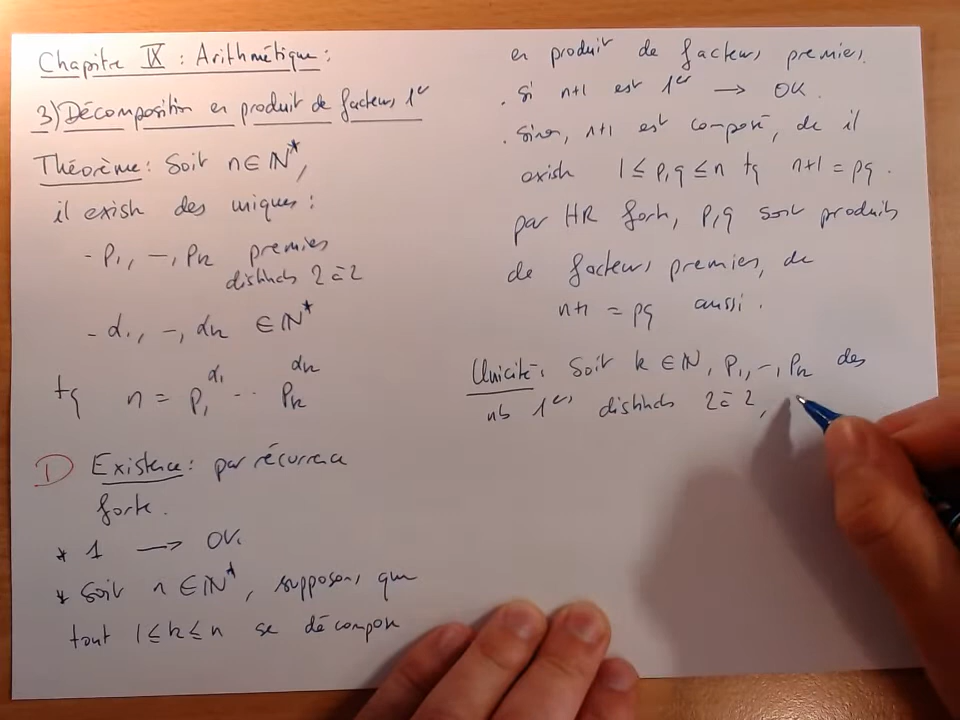 Chapitre IX : Arithmétique :
3) Décomposition en produit de facteurs 1er
Théorème : Soit n ∈ ℕ*,
il existe des uniques :
- p₁, –, pₖ premiers
distincts 2 à 2
- α₁, –, αₖ ∈ ℕ*
tq n = p₁^α₁ ... pₖ^αₖ
D Existence : par récurrence
forte.
* 1 → OK.
* Soit n ∈ ℕ*, supposons que
tout 1 ≤ k ≤ n se décompose
en produit de facteurs premiers.
. si n+1 est 1er → OK.
. sinon, n+1 est composé, dc il
existe 1 ≤ p,q ≤ n tq n+1 = pq.
par HR forte, p,q sont produits
de facteurs premiers, dc
n+1 = pq aussi.
Unicité : Soit k ∈ ℕ, p₁, –, pₖ des
nb 1ers distincts 2 à 2,